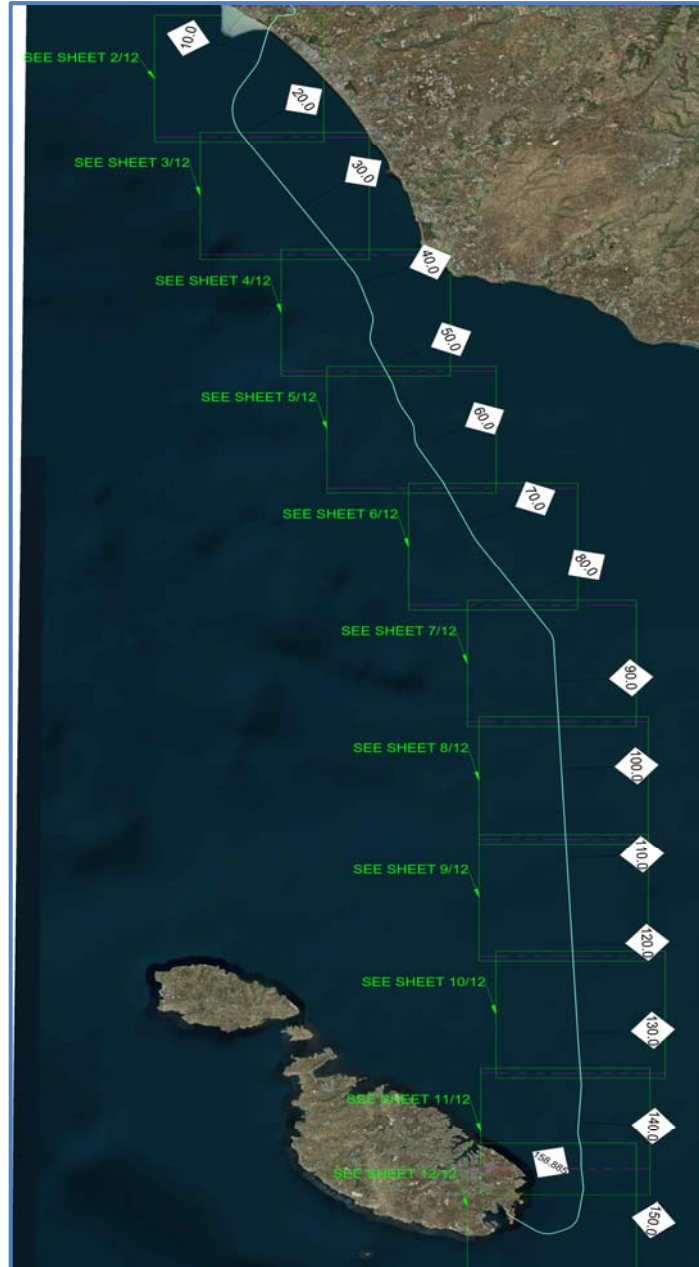 10.0
SEE SHEET 2/12
20.0
SEE SHEET 3/12
30.0
40.0
SEE SHEET 4/12
50.0
SEE SHEET 5/12
60.0
70.0
SEE SHEET 6/12
80.0
SEE SHEET 7/12
90.0
SEE SHEET 8/12
100.0
110.0
SEE SHEET 9/12
120.0
SEE SHEET 10/12
130.0
SEE SHEET 11/12
140.0
158.885
SEE SHEET 12/12
150.0